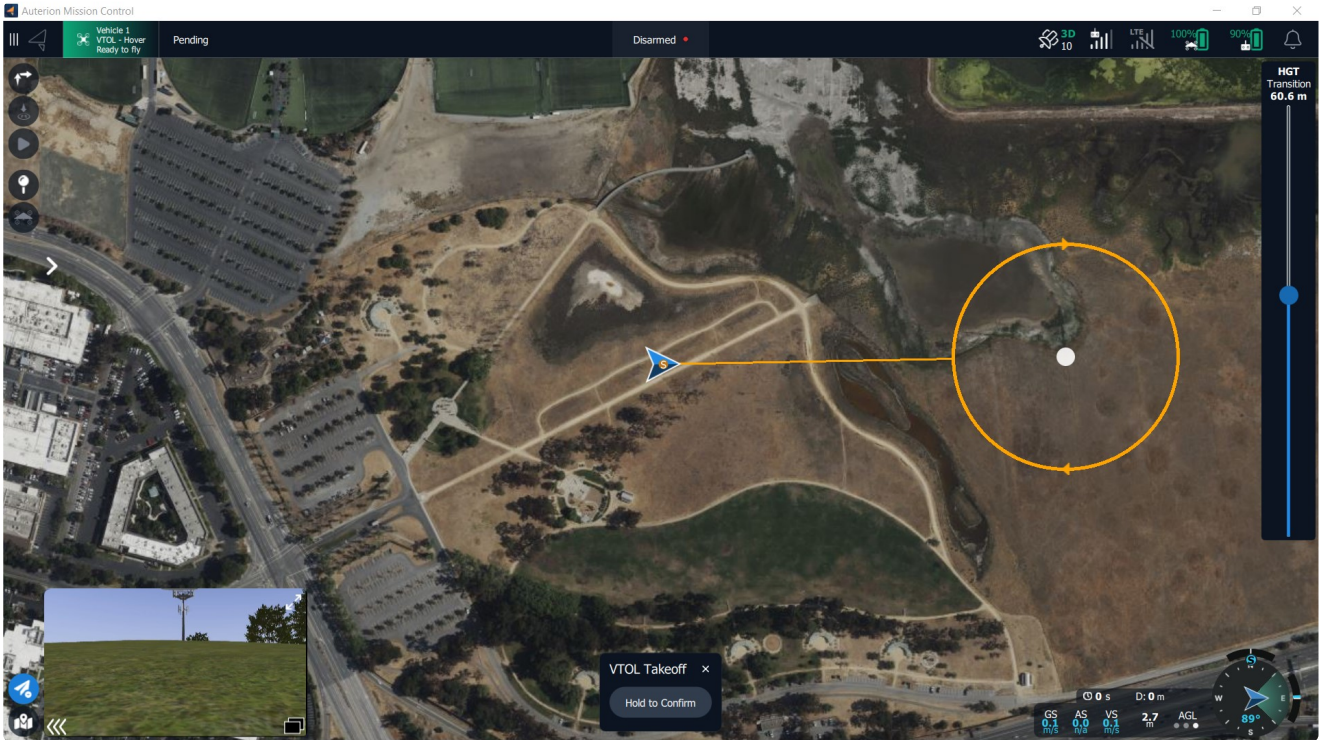 Auterion Mission Control
Vehicle 1
VTOL - Hover
Ready to fly
Pending
Disarmed
3D
10
LTE
100%
90%
HGT
Transition
60.6 m
S
VTOL Takeoff ×
Hold to Confirm
0 s D: 0 m
GS AS VS
0.1 0.0 0.1 2.7 AGL
m/s n/a m/s m
S
W E
89°
S